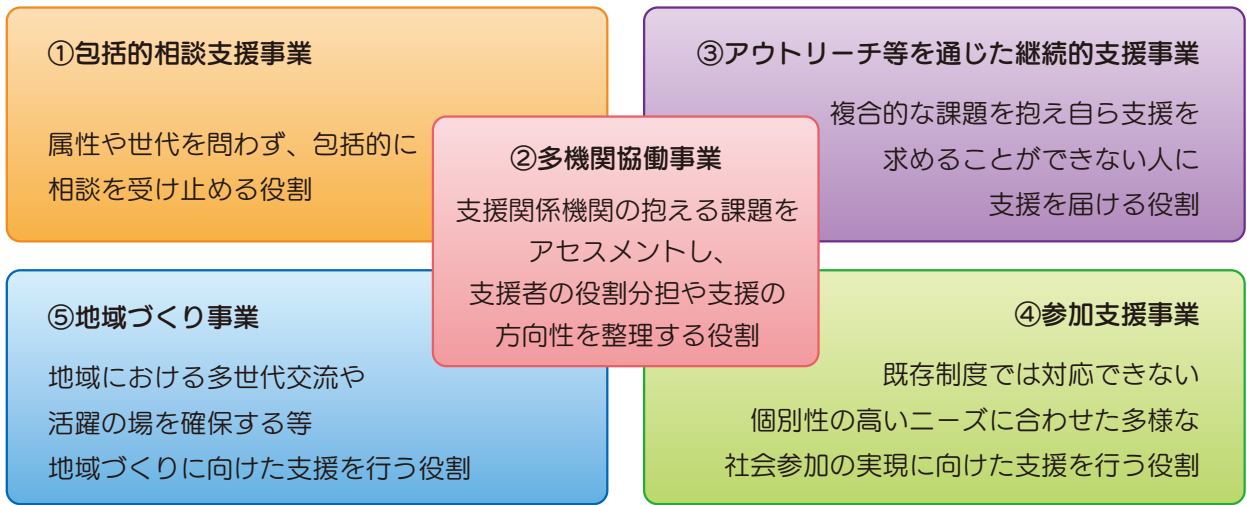 ①包括的相談支援事業
属性や世代を問わず、包括的に
相談を受け止める役割
②多機関協働事業
支援関係機関の抱える課題を
アセスメントし、
支援者の役割分担や支援の
方向性を整理する役割
③アウトリーチ等を通じた継続的支援事業
複合的な課題を抱え自ら支援を
求めることができない人に
支援を届ける役割
④参加支援事業
既存制度では対応できない
個別性の高いニーズに合わせた多様な
社会参加の実現に向けた支援を行う役割
⑤地域づくり事業
地域における多世代交流や
活躍の場を確保する等
地域づくりに向けた支援を行う役割